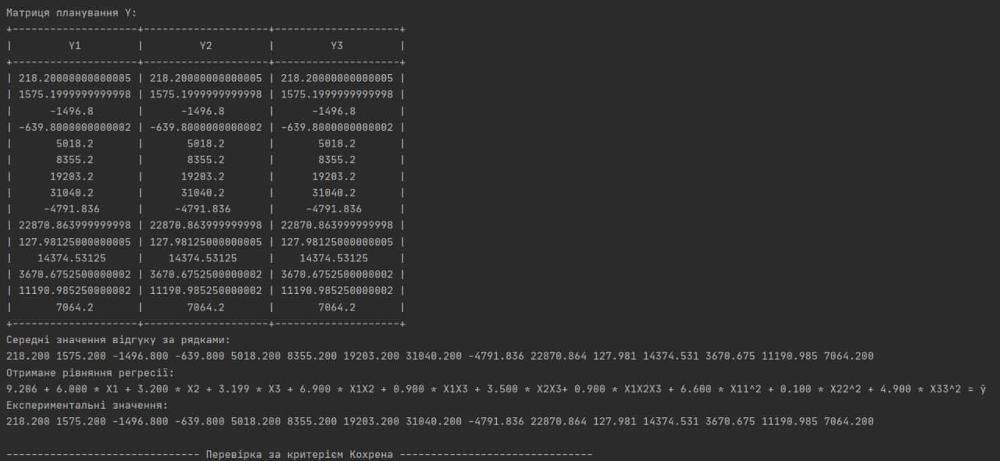 Матриця планування Y:
+--------------------+--------------------+--------------------+
|         Y1         |         Y2         |         Y3         |
+--------------------+--------------------+--------------------+
| 218.20000000000005 | 218.20000000000005 | 218.20000000000005 |
| 1575.1999999999998 | 1575.1999999999998 | 1575.1999999999998 |
|      -1496.8       |      -1496.8       |      -1496.8       |
| -639.8000000000002 | -639.8000000000002 | -639.8000000000002 |
|       5018.2       |       5018.2       |       5018.2       |
|       8355.2       |       8355.2       |       8355.2       |
|      19203.2       |      19203.2       |      19203.2       |
|      31040.2       |      31040.2       |      31040.2       |
|     -4791.836      |     -4791.836      |     -4791.836      |
| 22870.863999999998 | 22870.863999999998 | 22870.863999999998 |
| 127.98125000000005 | 127.98125000000005 | 127.98125000000005 |
|    14374.53125     |    14374.53125     |    14374.53125     |
| 3670.6752500000002 | 3670.6752500000002 | 3670.6752500000002 |
| 11190.985250000002 | 11190.985250000002 | 11190.985250000002 |
|       7064.2       |       7064.2       |       7064.2       |
+--------------------+--------------------+--------------------+
Середні значення відгуку за рядками:
218.200 1575.200 -1496.800 -639.800 5018.200 8355.200 19203.200 31040.200 -4791.836 22870.864 127.981 14374.531 3670.675 11190.985 7064.200
Отримане рівняння регресії:
9.206 + 6.000 * X1 + 3.200 * X2 + 3.199 * X3 + 6.900 * X1X2 + 0.900 * X1X3 + 3.500 * X2X3+ 0.900 * X1X2X3 + 6.600 * X11^2 + 0.100 * X22^2 + 4.900 * X33^2 = ŷ
Експериментальні значення:
218.200 1575.200 -1496.800 -639.800 5018.200 8355.200 19203.200 31040.200 -4791.836 22870.864 127.981 14374.531 3670.675 11190.985 7064.200
------------------------------- Перевірка за критерієм Кохрена -------------------------------